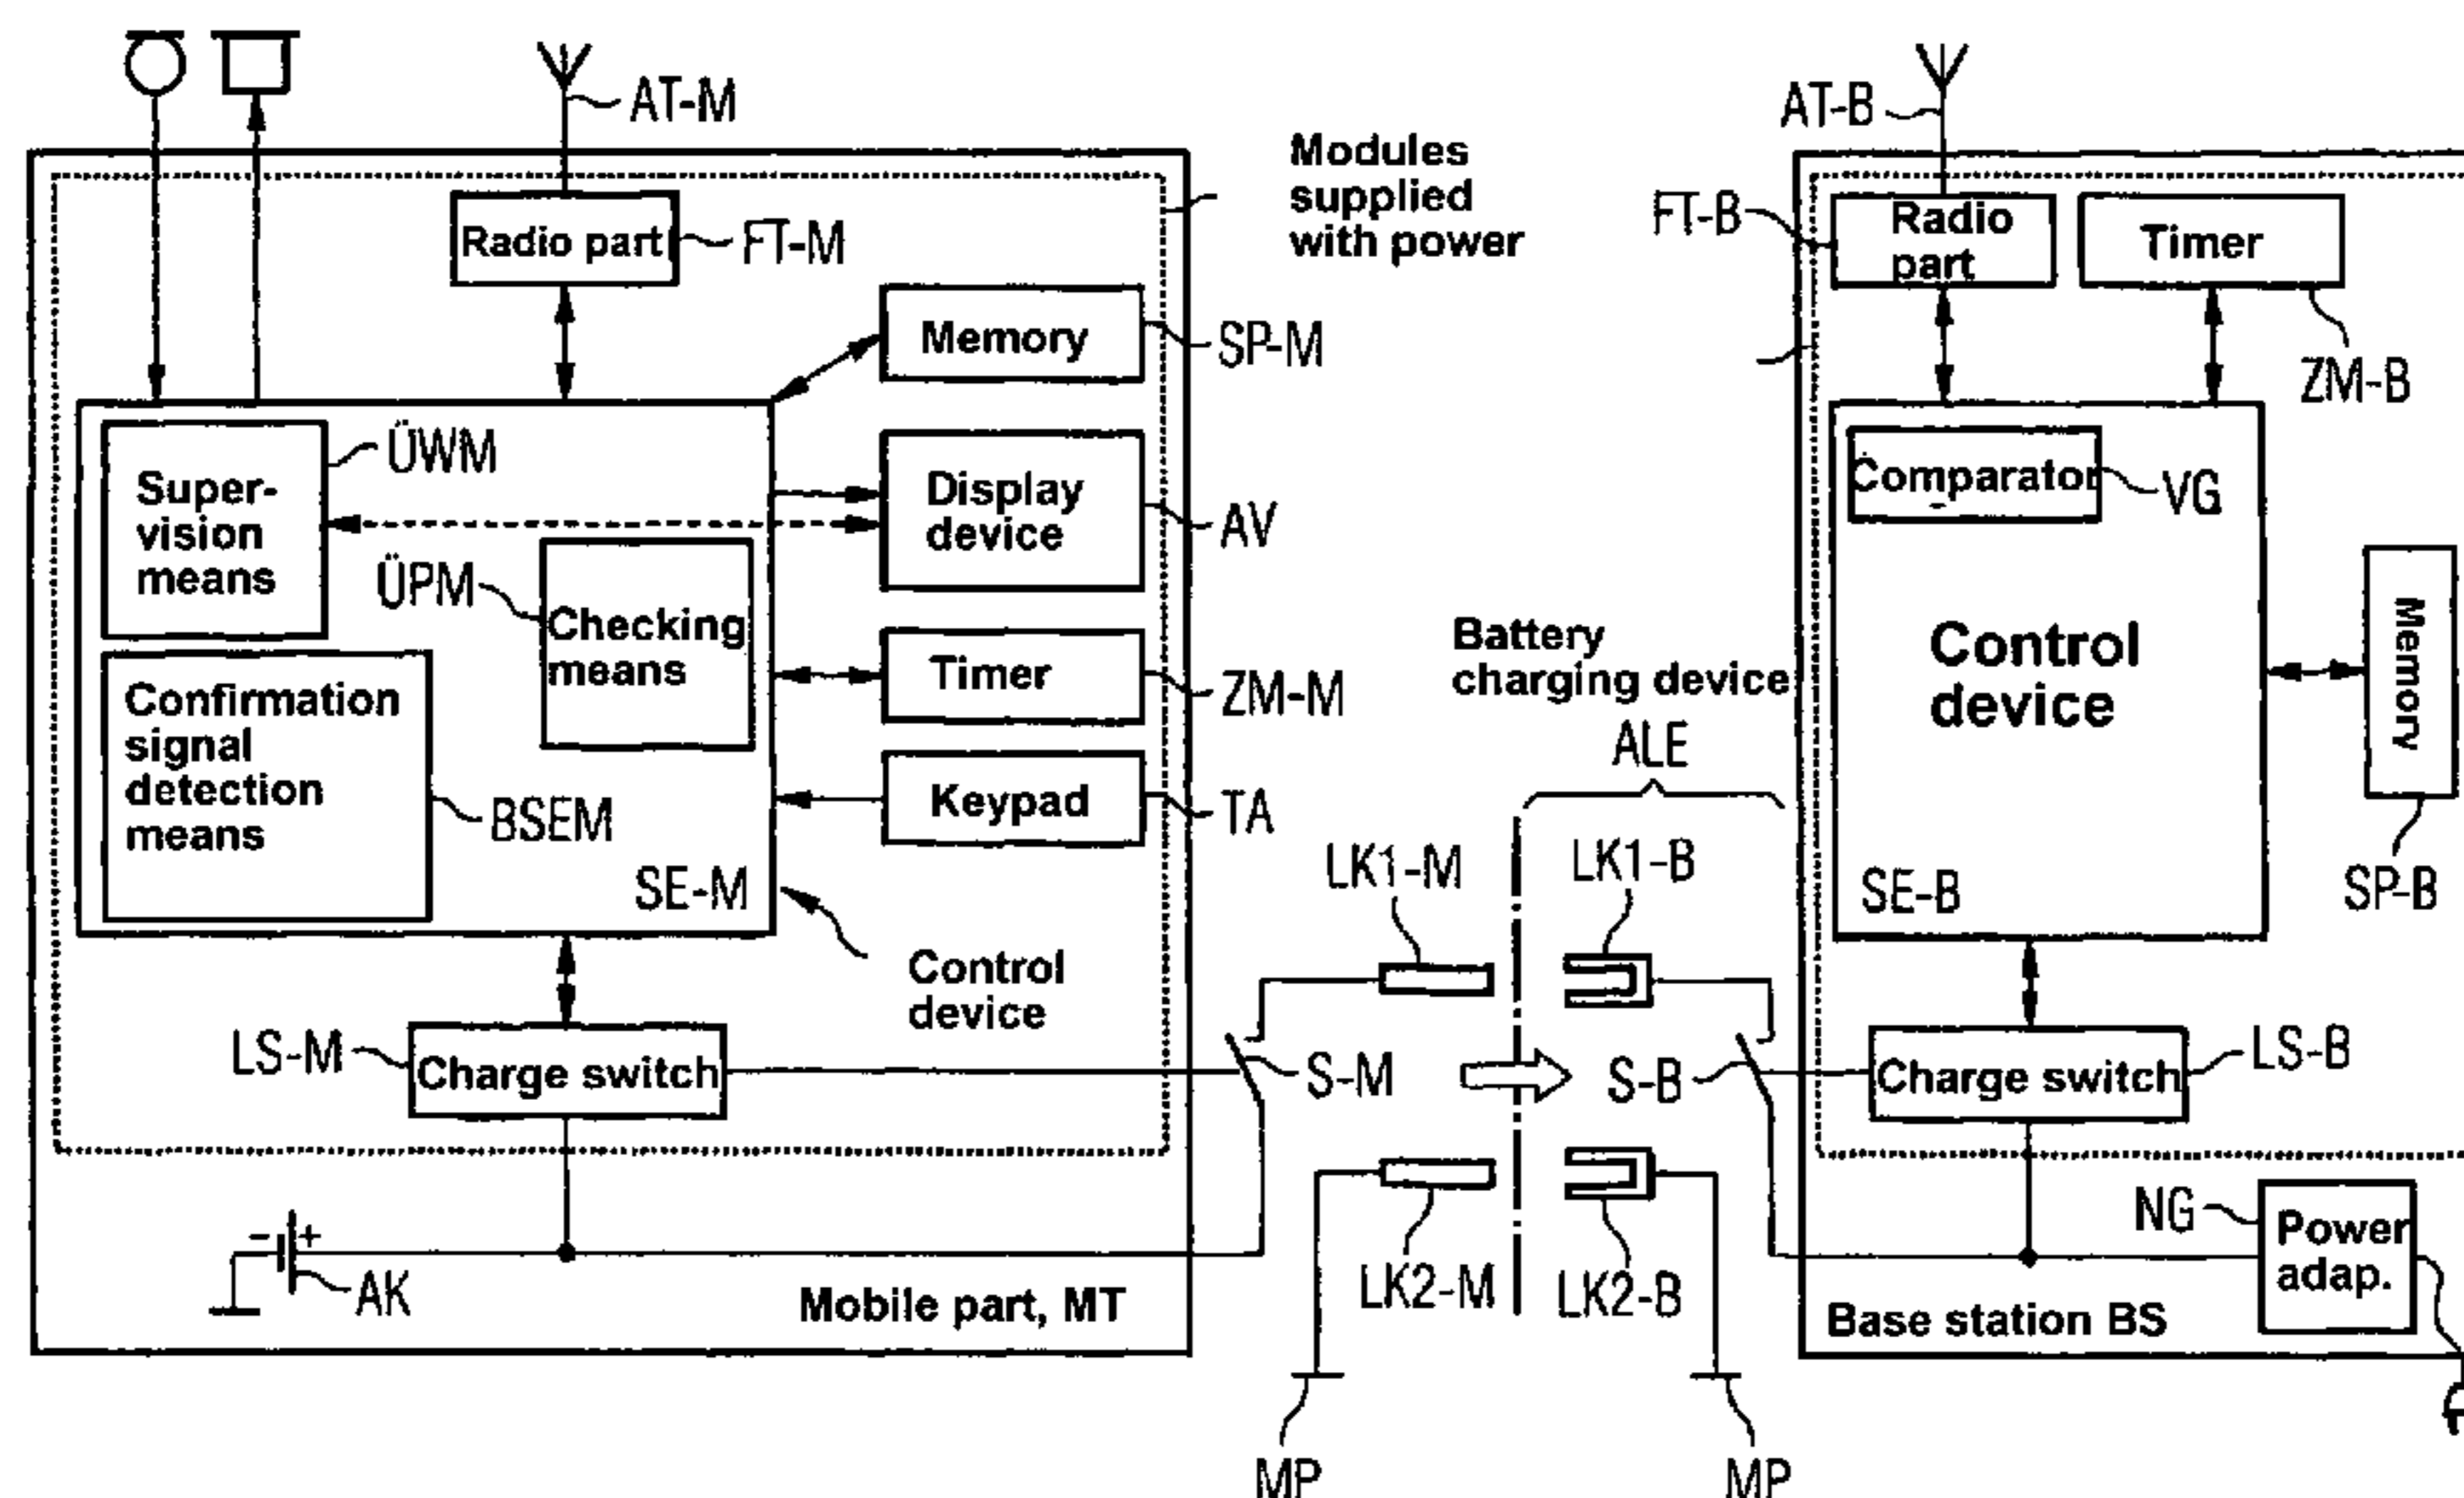 AT-M
AT-B
Modules
supplied
with power
Radio part
FT-M
FT-B
Radio
part
Timer
Memory
SP-M
ZM-B
ÜWM
Super-
vision
means
Display
device
AV
Comparator
VG
ÜPM
Checking
means
Battery
charging device
Control
device
Memory
Timer
ZM-M
Confirmation
signal
detection
means
BSEM
ALE
Keypad
TA
SE-M
LK1-M
LK1-B
SE-B
SP-B
Control
device
LS-M
Charge switch
S-M
S-B
Charge switch
LS-B
- +
AK
Mobile part, MT
LK2-M
LK2-B
NG
Power
adap.
Base station BS
MP
MP